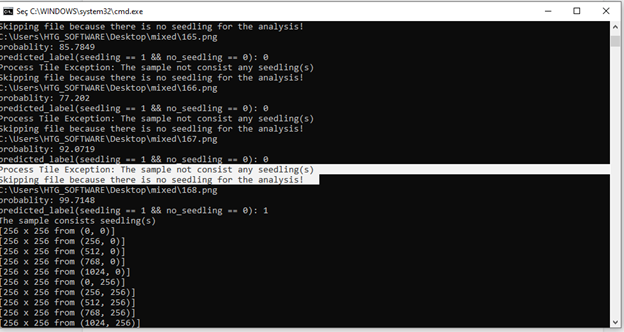 Seç C:\WINDOWS\system32\cmd.exe
Skipping file because there is no seedling for the analysis!
C:\Users\HTG_SOFTWARE\Desktop\mixed\165.png
probablity: 85.7849
predicted_label(seedling == 1 && no_seedling == 0): 0
Process Tile Exception: The sample not consist any seedling(s)
Skipping file because there is no seedling for the analysis!
C:\Users\HTG_SOFTWARE\Desktop\mixed\166.png
probablity: 77.202
predicted_label(seedling == 1 && no_seedling == 0): 0
Process Tile Exception: The sample not consist any seedling(s)
Skipping file because there is no seedling for the analysis!
C:\Users\HTG_SOFTWARE\Desktop\mixed\167.png
probablity: 92.0719
predicted_label(seedling == 1 && no_seedling == 0): 0
Process Tile Exception: The sample not consist any seedling(s)
Skipping file because there is no seedling for the analysis!
C:\Users\HTG_SOFTWARE\Desktop\mixed\168.png
probablity: 99.7148
predicted_label(seedling == 1 && no_seedling == 0): 1
The sample consists seedling(s)
[256 x 256 from (0, 0)]
[256 x 256 from (256, 0)]
[256 x 256 from (512, 0)]
[256 x 256 from (768, 0)]
[256 x 256 from (1024, 0)]
[256 x 256 from (0, 256)]
[256 x 256 from (256, 256)]
[256 x 256 from (512, 256)]
[256 x 256 from (768, 256)]
[256 x 256 from (1024, 256)]